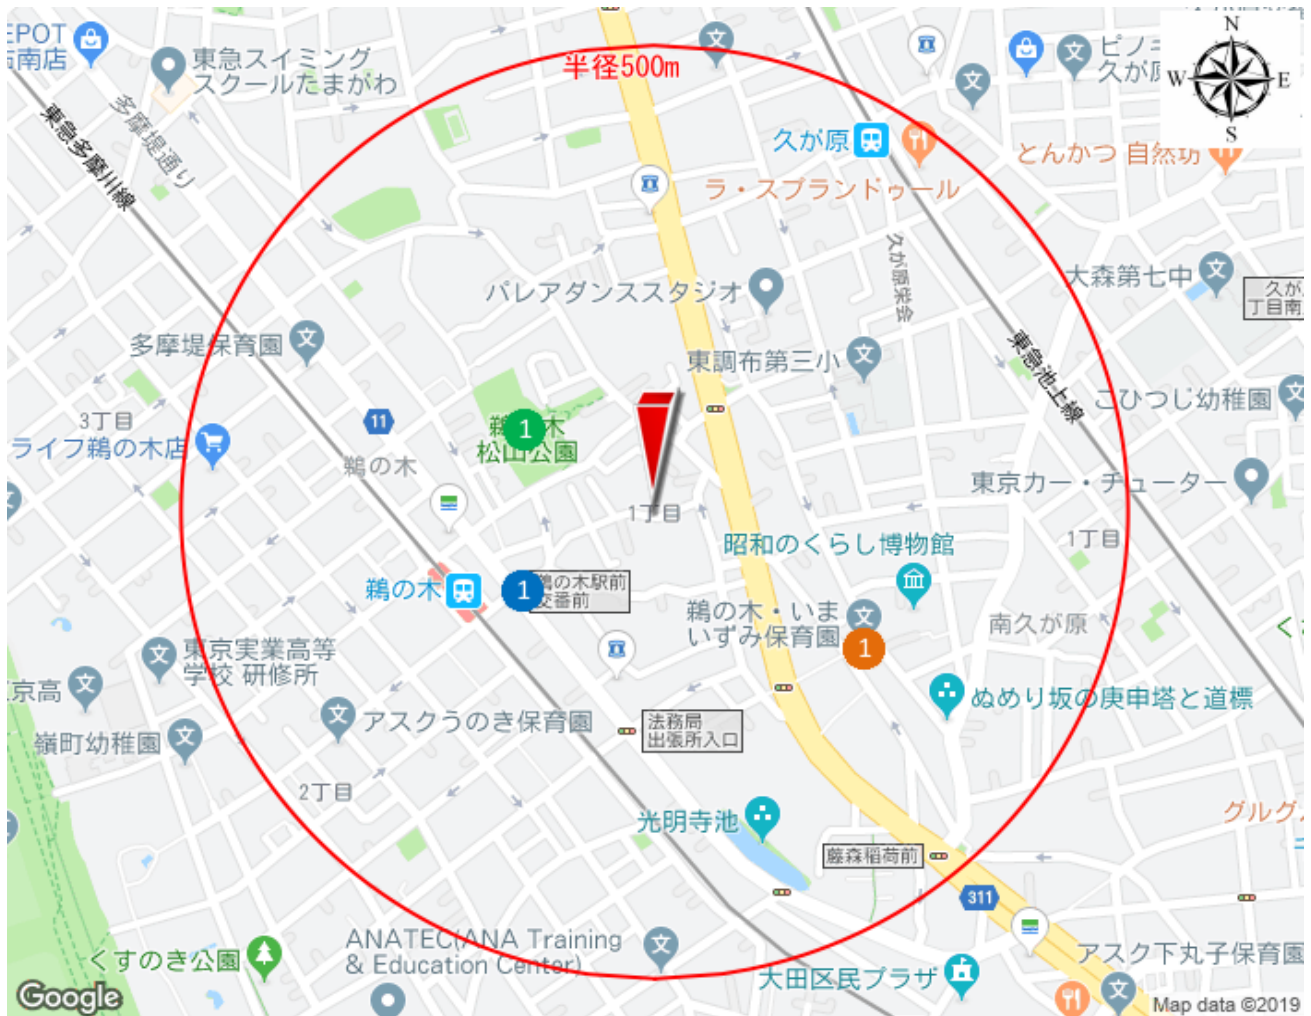 EPOT
古南店
東急スイミング
スクールたまがわ
半径500m
ピノキ
久が原
N
W
E
S
多摩堤通り
東急多摩川線
久が原
とんかつ 自然坊
ラ・スブランドゥール
久が原栄会
パレアダンススタジオ
大森第七中
久が
丁目南
多摩堤保育園
東調布第三小
東急池上線
こひつじ幼稚園
3丁目
11
鵜の木
松山公園
1
ライフ鵜の木店
鵜の木
東京カー・チューター
1丁目
昭和のくらし博物館
1丁目
鵜の木
1
鵜の木駅前
交番前
鵜の木・いま
いずみ保育園
1
南久が原
く
東京実業高等
学校 研修所
京高
ぬめり坂の庚申塔と道標
アスクうのき保育園
法務局
出張所入口
嶺町幼稚園
2丁目
光明寺池
グルグ
藤森稲荷前
311
ANATEC(ANA Training
& Education Center)
くすのき公園
アスク下丸子保育園
大田区民プラザ
Google
Map data ©2019